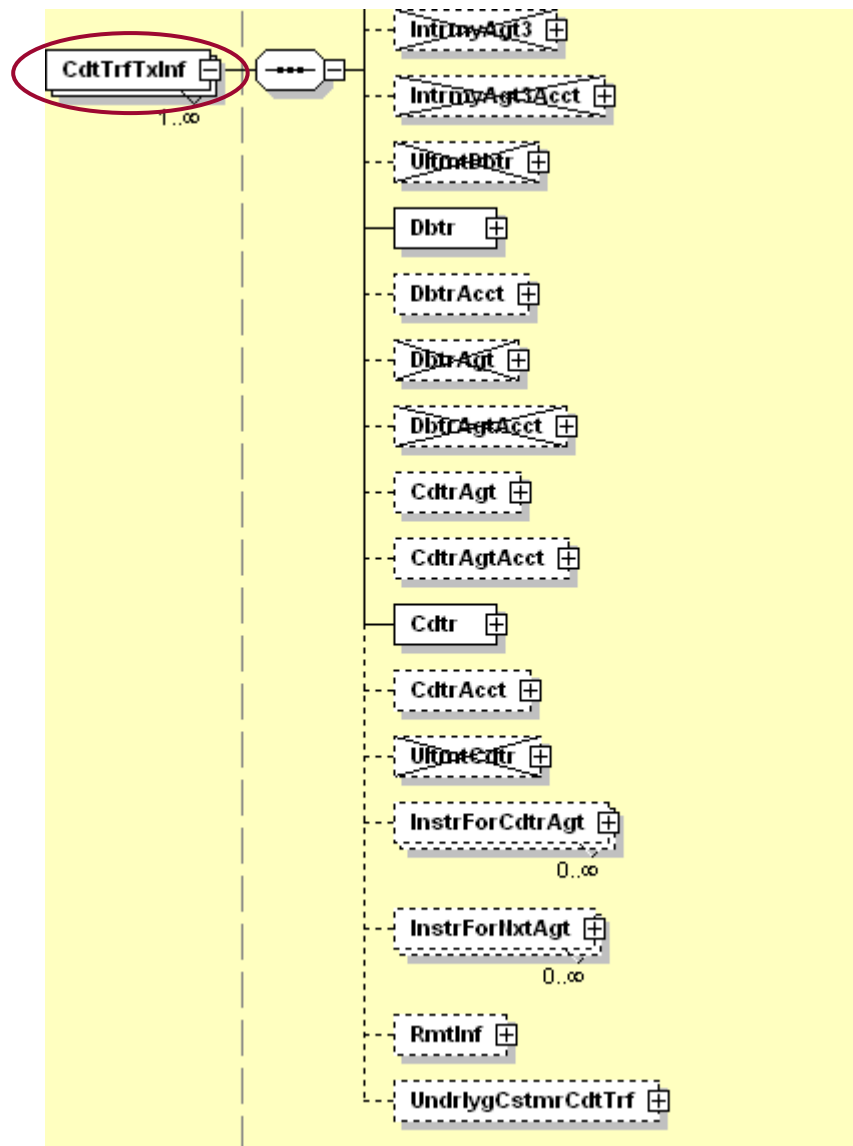 IntrmyAgt3
CdtTrfTxInf
1..∞
IntrmyAgt3Acct
UltmtDbtr
Dbtr
DbtrAcct
DbtrAgt
DbtrAgtAcct
CdtrAgt
CdtrAgtAcct
Cdtr
CdtrAcct
UltmtCdtr
InstrForCdtrAgt
0..∞
InstrForNxtAgt
0..∞
RmtInf
UndrlygCstmrCdtTrf